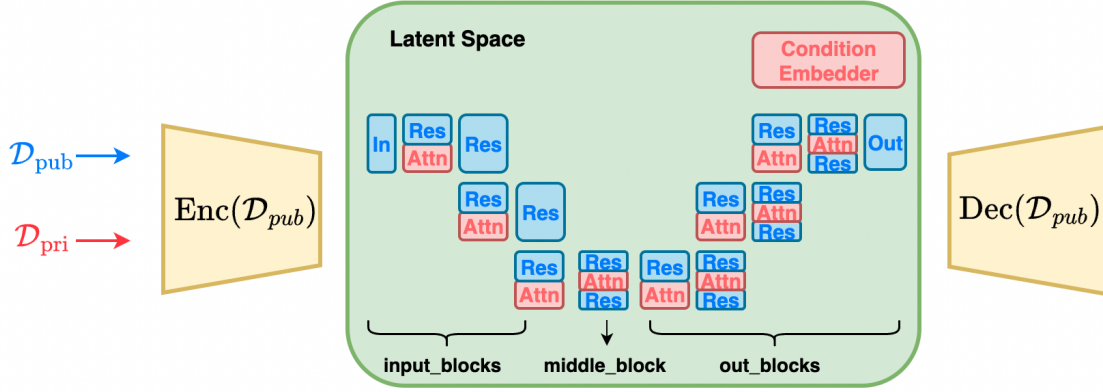 Latent Space
Condition
Embedder
In Res Attn Res Res Attn Res Attn Res Out
𝒟pub
Enc(𝒟pub)
Res Attn Res Res Attn Res Attn Res
Dec(𝒟pub)
𝒟pri
Res Attn Res Attn Res Res Attn Res Attn Res
input_blocks middle_block out_blocks